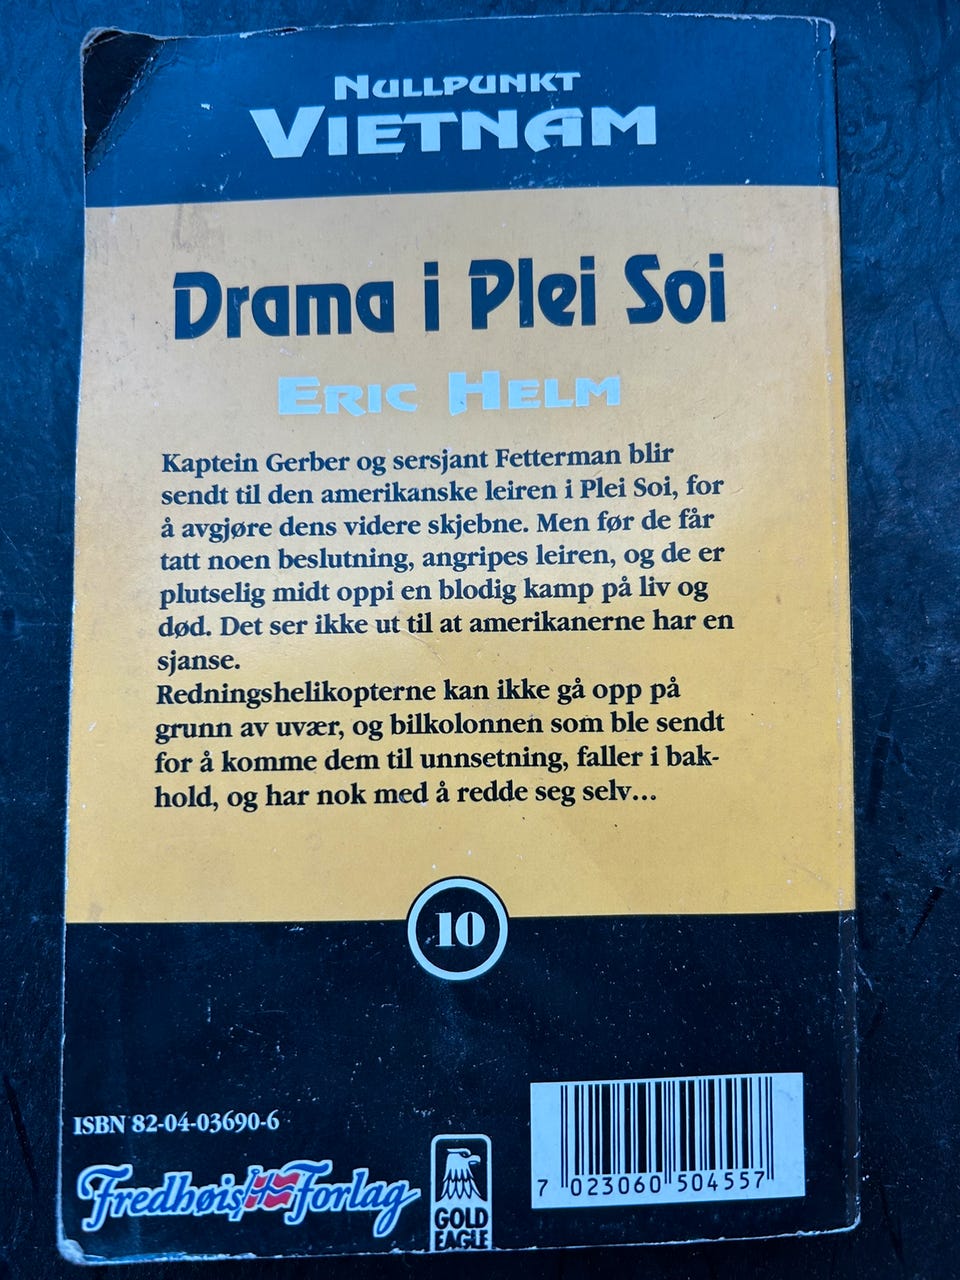 NULLPUNKT
VIETNAM
Drama i Plei Soi
ERIC HELM
Kaptein Gerber og sersjant Fetterman blir
sendt til den amerikanske leiren i Plei Soi, for
å avgjøre dens videre skjebne. Men før de får
tatt noen beslutning, angripes leiren, og de er
plutselig midt oppi en blodig kamp på liv og
død. Det ser ikke ut til at amerikanerne har en
sjanse.
Redningshelikopterne kan ikke gå opp på
grunn av uvær, og bilkolonnen som ble sendt
for å komme dem til unnsetning, faller i bak-
hold, og har nok med å redde seg selv...
10
ISBN 82-04-03690-6
Fredhøis Forlag
GOLD
EAGLE
7 023060 504557